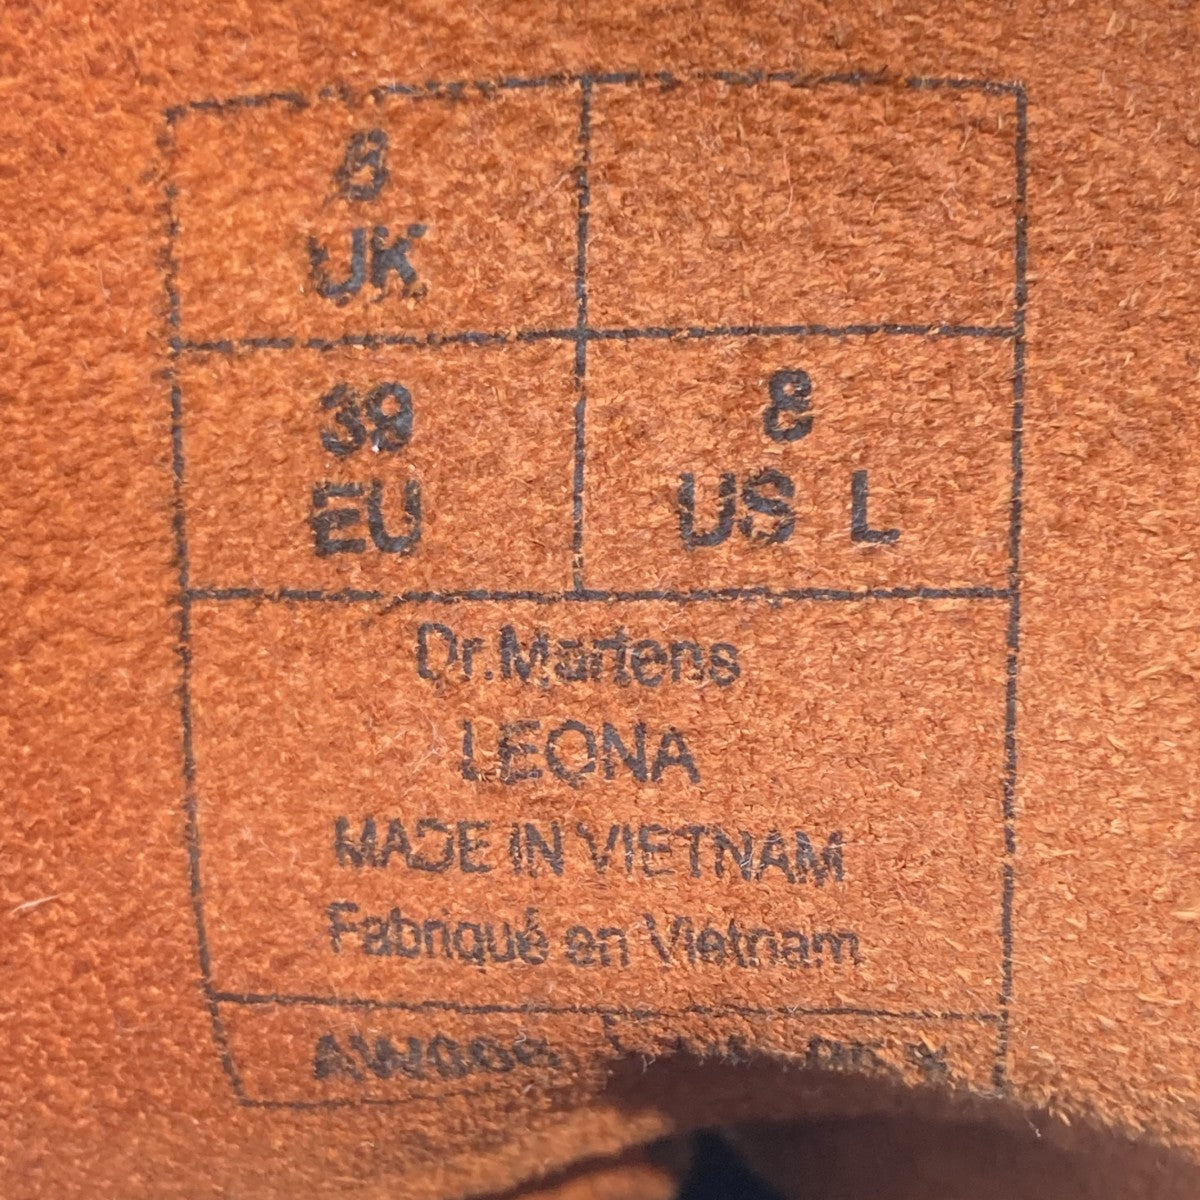 6
UK
39
EU
8
US L
Dr.Martens
LEONA
MADE IN VIETNAM
Fabriqué en Vietnam